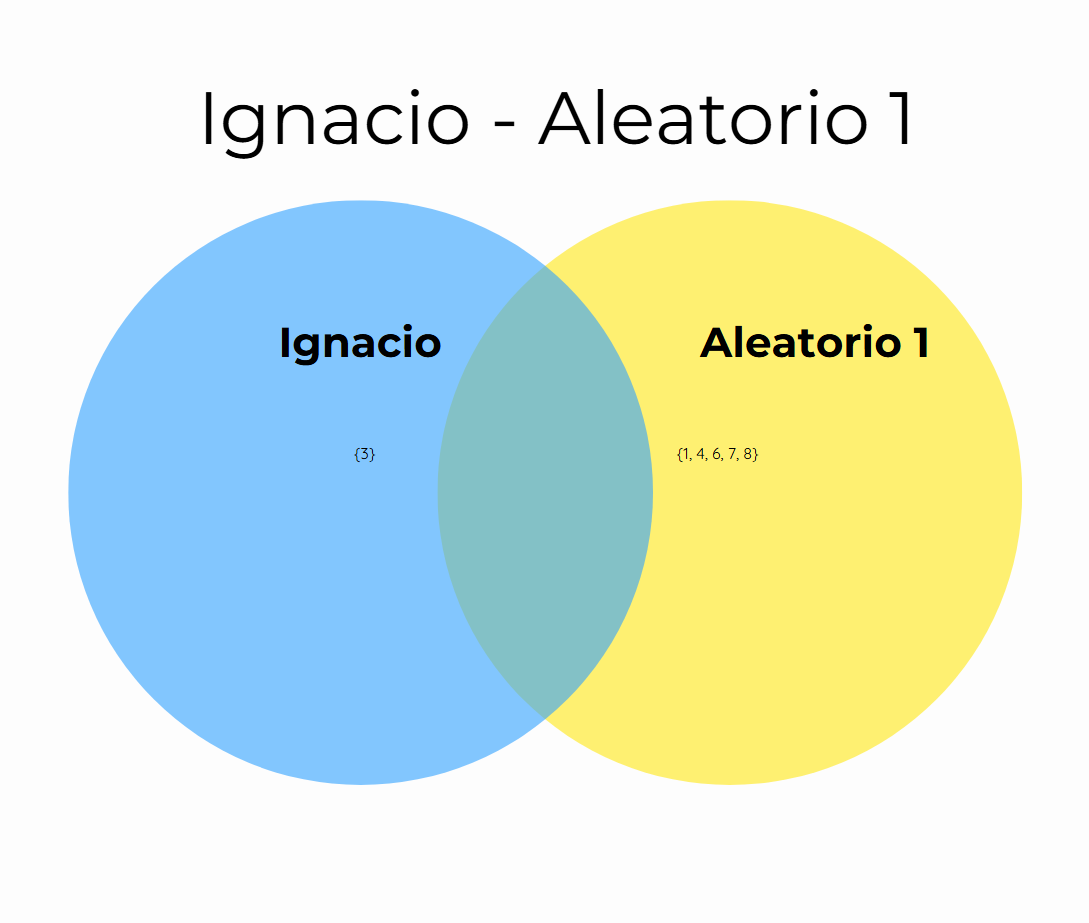 Ignacio - Aleatorio 1
Ignacio
Aleatorio 1
{3}
{1, 4, 6, 7, 8}